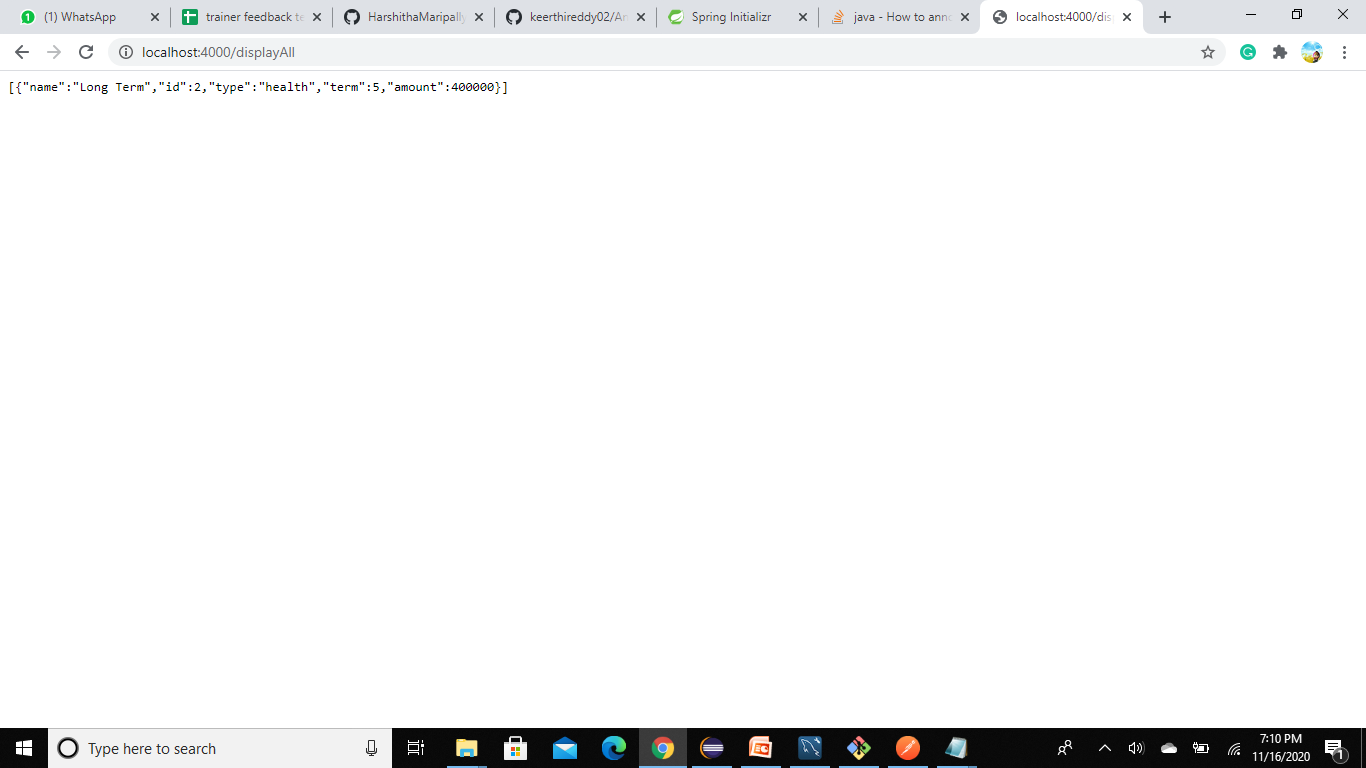 (1) WhatsApp
trainer feedback te
HarshithaMaripally
keerthireddy02/An
Spring Initializr
java - How to anno
localhost:4000/dis
localhost:4000/displayAll
[{"name":"Long Term","id":2,"type":"health","term":5,"amount":400000}]
Type here to search
7:10 PM
11/16/2020